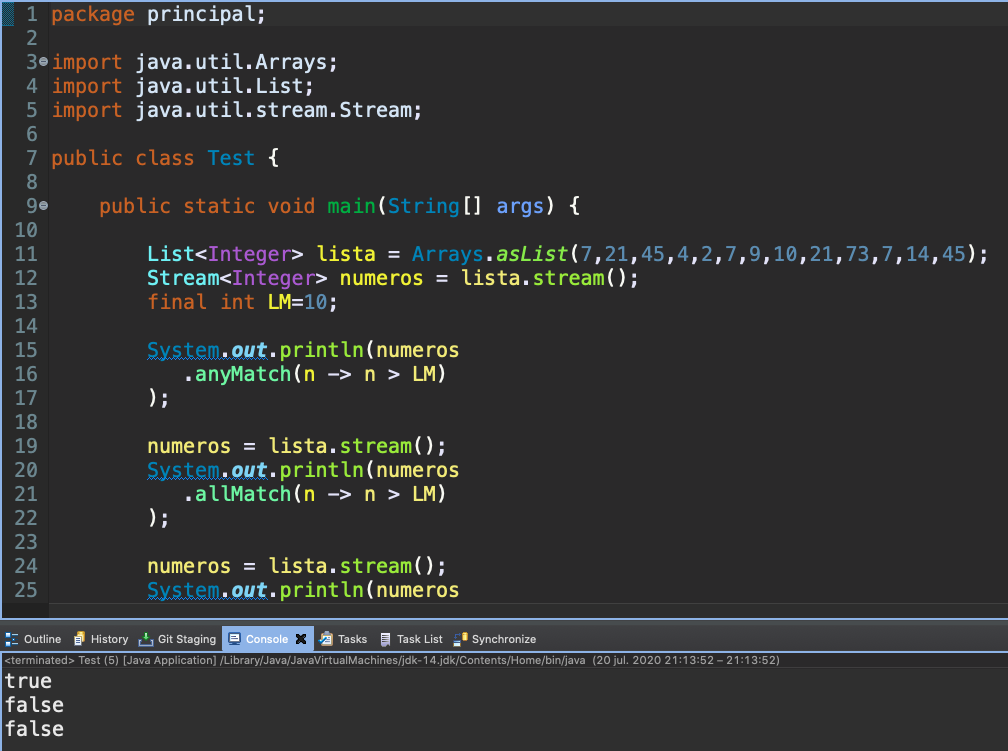 1 package principal;
2
3 import java.util.Arrays;
4 import java.util.List;
5 import java.util.stream.Stream;
6
7 public class Test {
8
9     public static void main(String[] args) {
10
11         List<Integer> lista = Arrays.asList(7,21,45,4,2,7,9,10,21,73,7,14,45);
12         Stream<Integer> numeros = lista.stream();
13         final int LM=10;
14
15         System.out.println(numeros
16            .anyMatch(n -> n > LM)
17         );
18
19         numeros = lista.stream();
20         System.out.println(numeros
21            .allMatch(n -> n > LM)
22         );
23
24         numeros = lista.stream();
25         System.out.println(numeros
Outline History Git Staging Console Tasks Task List Synchronize
<terminated> Test (5) [Java Application] /Library/Java/JavaVirtualMachines/jdk-14.jdk/Contents/Home/bin/java (20 jul. 2020 21:13:52 – 21:13:52)
true
false
false